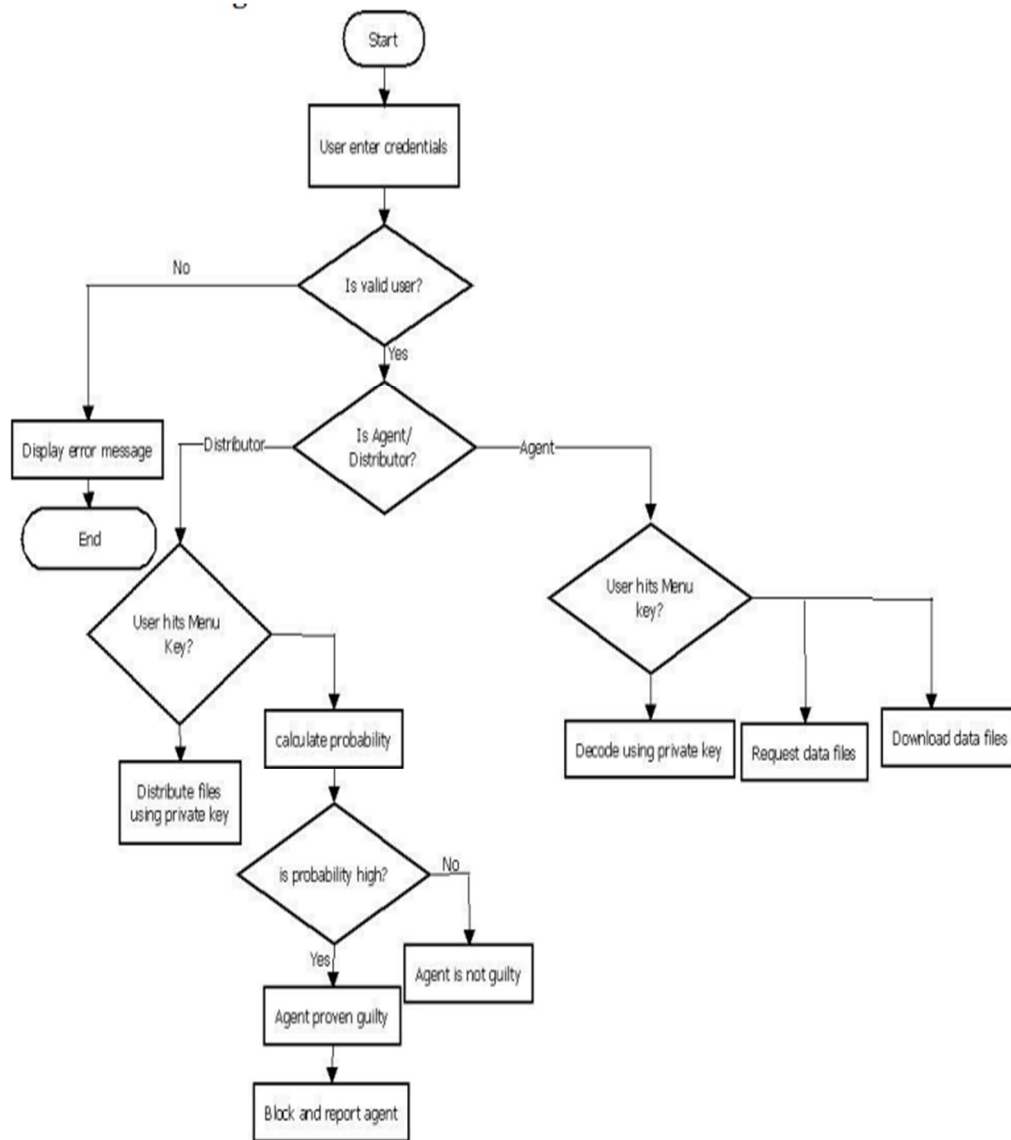 Start
User enter credentials
Is valid user?
No
Yes
Is Agent/
Distributor?
Distributor
Agent
Display error message
End
User hits Menu
Key?
User hits Menu
key?
calculate probability
Distribute files
using private key
Decode using private key
Request data files
Download data files
is probability high?
No
Yes
Agent is not guilty
Agent proven guilty
Block and report agent